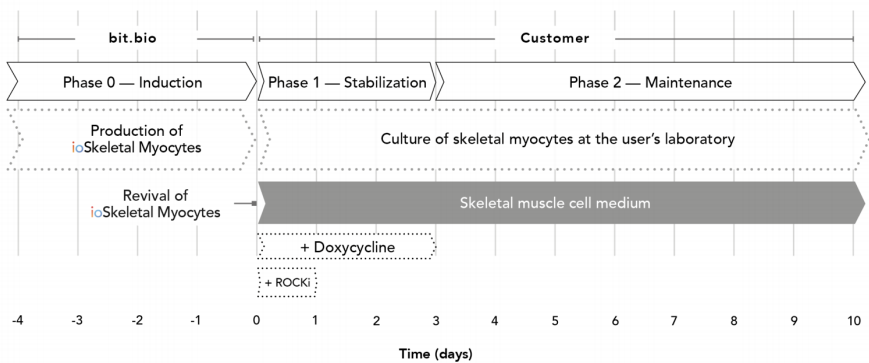 bit.bio
Customer
Phase 0 — Induction
Phase 1 — Stabilization
Phase 2 — Maintenance
Production of
ioSkeletal Myocytes
Culture of skeletal myocytes at the user’s laboratory
Revival of
ioSkeletal Myocytes
Skeletal muscle cell medium
+ Doxycycline
+ ROCKi
-4 -3 -2 -1 0 1 2 3 4 5 6 7 8 9 10
Time (days)